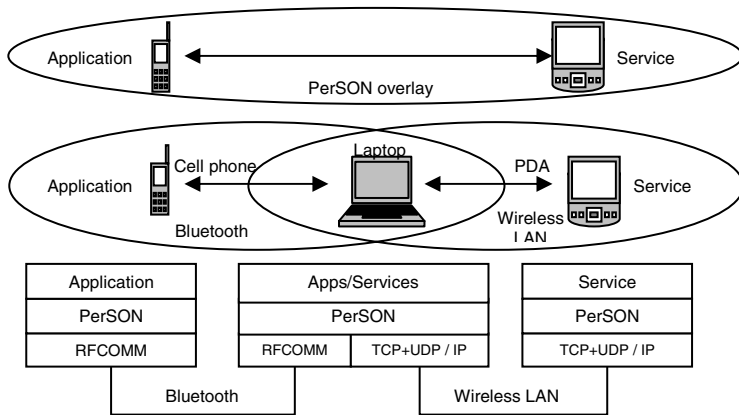 Application
Service
PerSON overlay
Laptop
Cell phone
PDA
Application
Service
Bluetooth
Wireless
LAN
Application
Apps/Services
Service
PerSON
PerSON
PerSON
RFCOMM
RFCOMM
TCP+UDP / IP
TCP+UDP / IP
Bluetooth
Wireless LAN